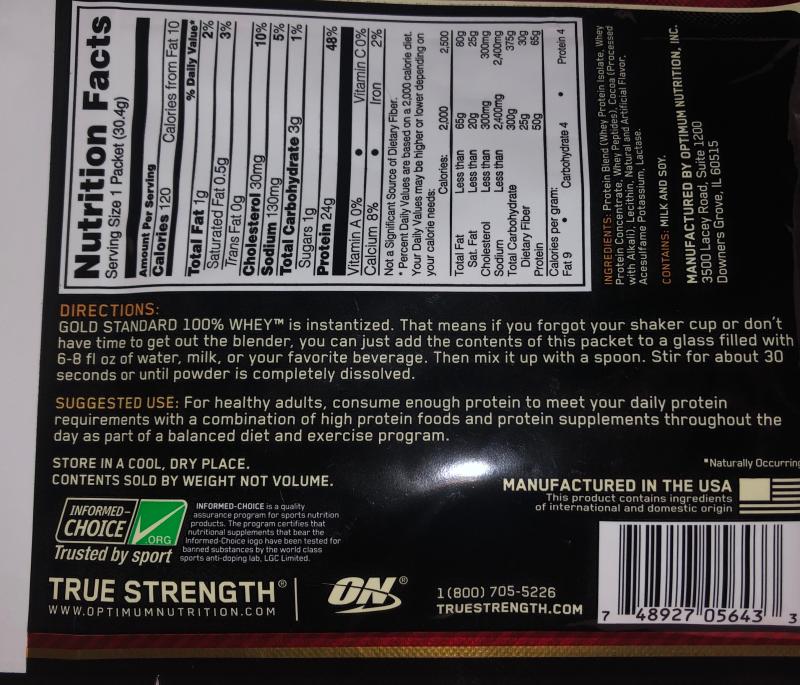 Nutrition Facts
Serving Size 1 Packet (30.4g)
Amount Per Serving
Calories 120 Calories from Fat 10
% Daily Value*
Total Fat 1g 2%
Saturated Fat 0.5g 3%
Trans Fat 0g
Cholesterol 30mg 10%
Sodium 130mg 5%
Total Carbohydrate 3g 1%
Sugars 1g
Protein 24g 48%
Vitamin A 0% • Vitamin C 0%
Calcium 8% • Iron 2%
Not a Significant Source of Dietary Fiber.
* Percent Daily Values are based on a 2,000 calorie diet.
Your Daily Values may be higher or lower depending on
your calorie needs:
Calories: 2,000 2,500
Total Fat Less than 65g 80g
Sat. Fat Less than 20g 25g
Cholesterol Less than 300mg 300mg
Sodium Less than 2,400mg 2,400mg
Total Carbohydrate 300g 375g
Dietary Fiber 25g 30g
Protein 50g 65g
Calories per gram:
Fat 9 • Carbohydrate 4 • Protein 4
INGREDIENTS: Protein Blend (Whey Protein Isolate, Whey
Protein Concentrate, Whey Peptides), Cocoa (Processed
with Alkali), Lecithin, Natural and Artificial Flavor,
Acesulfame Potassium, Lactase.
CONTAINS: MILK AND SOY.
MANUFACTURED BY OPTIMUM NUTRITION, INC.
3500 Lacey Road, Suite 1200
Downers Grove, IL 60515
DIRECTIONS:
GOLD STANDARD 100% WHEY™ is instantized. That means if you forgot your shaker cup or don't
have time to get out the blender, you can just add the contents of this packet to a glass filled with
6-8 fl oz of water, milk, or your favorite beverage. Then mix it up with a spoon. Stir for about 30
seconds or until powder is completely dissolved.
SUGGESTED USE: For healthy adults, consume enough protein to meet your daily protein
requirements with a combination of high protein foods and protein supplements throughout the
day as part of a balanced diet and exercise program.
*Naturally Occurring
STORE IN A COOL, DRY PLACE.
CONTENTS SOLD BY WEIGHT NOT VOLUME.
MANUFACTURED IN THE USA
This product contains ingredients
of international and domestic origin
INFORMED-
CHOICE
.ORG
Trusted by sport
INFORMED-CHOICE is a quality
assurance program for sports nutrition
products. The program certifies that
nutritional supplements that bear the
Informed-Choice logo have been tested for
banned substances by the world class
sports anti-doping lab, LGC Limited.
TRUE STRENGTH®
WWW.OPTIMUMNUTRITION.COM
ON®
1(800) 705-5226
TRUESTRENGTH.COM
7 48927 05643 3